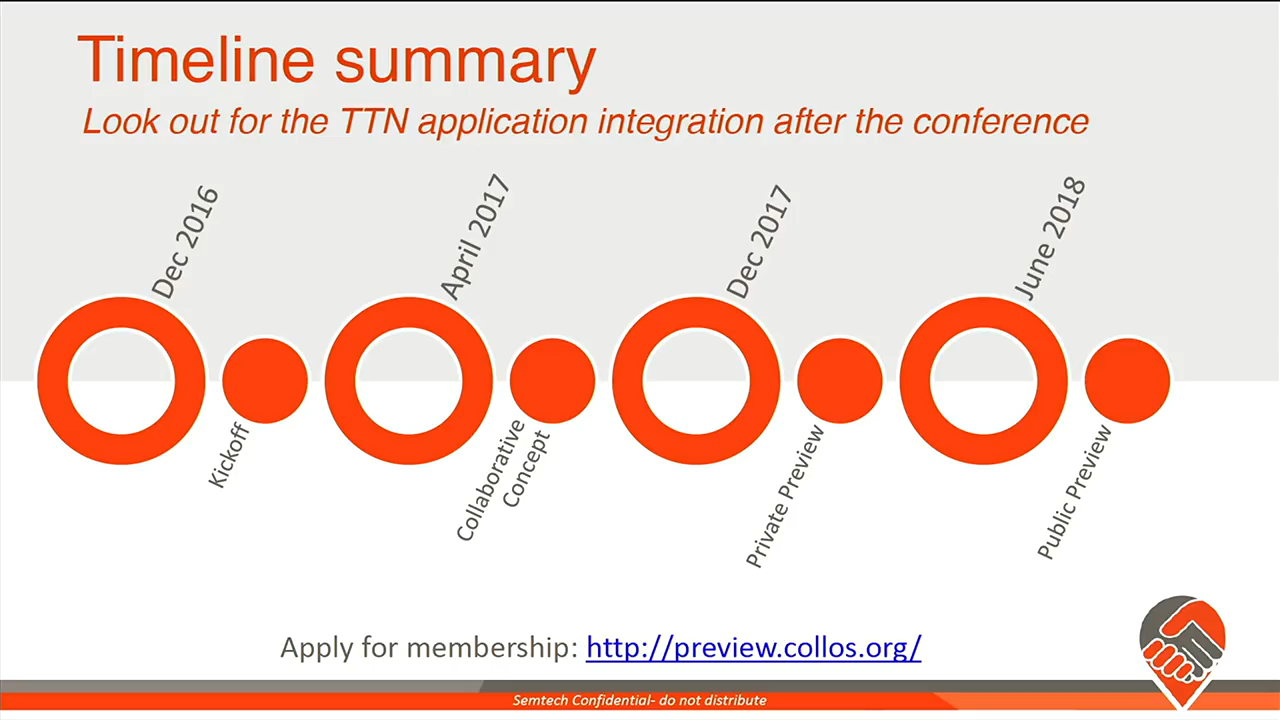 Timeline summary
Look out for the TTN application integration after the conference
Dec 2016
April 2017
Dec 2017
June 2018
Kickoff
Collaborative
Concept
Private Preview
Public Preview
Apply for membership: http://preview.collos.org/
Semtech Confidential- do not distribute